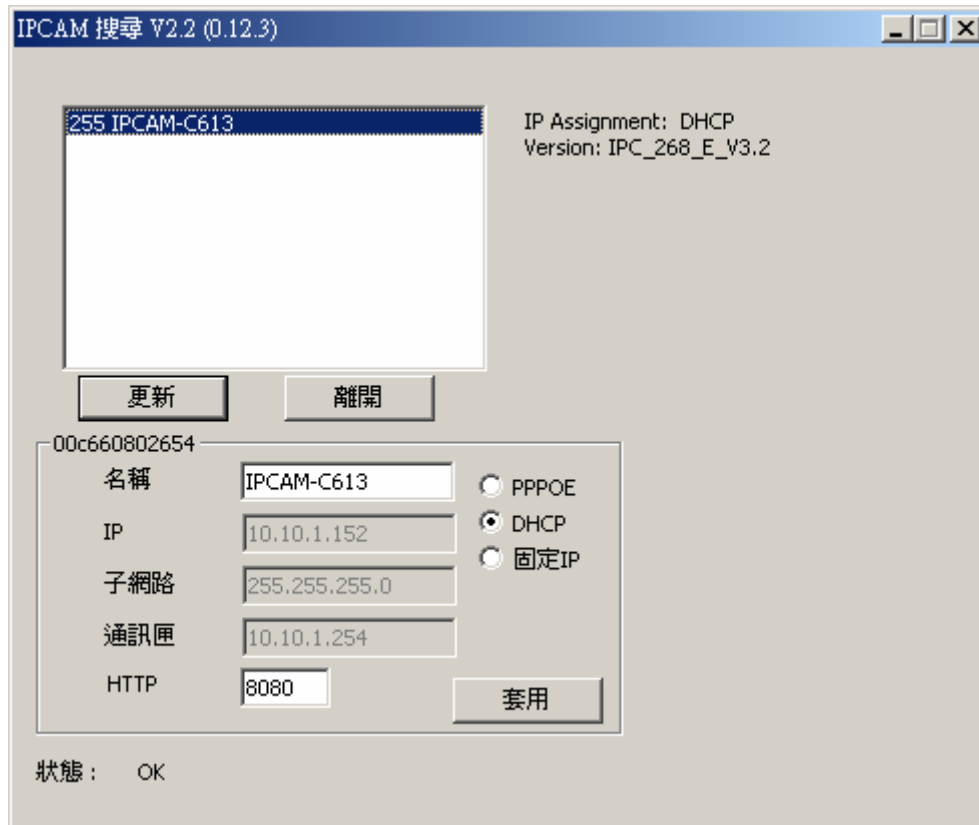 IPCAM 搜尋 V2.2 (0.12.3)
255 IPCAM-C613
IP Assignment: DHCP
Version: IPC_268_E_V3.2
更新 離開
00c660802654
名稱 IPCAM-C613 PPPOE
IP 10.10.1.152 DHCP
子網路 255.255.255.0 固定IP
通訊匣 10.10.1.254
HTTP 8080 套用
狀態： OK